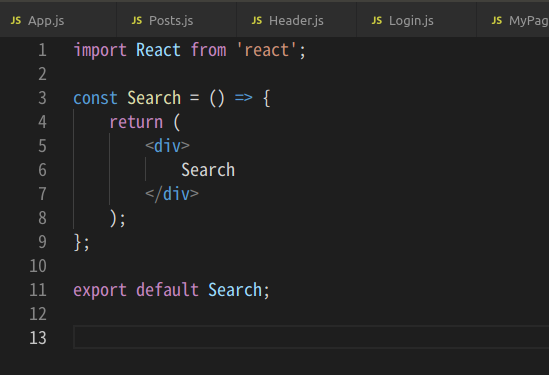 JS App.js JS Posts.js JS Header.js JS Login.js JS MyPag
1 import React from 'react';
2
3 const Search = () => {
4 return (
5 <div>
6 Search
7 </div>
8 );
9 };
10
11 export default Search;
12
13